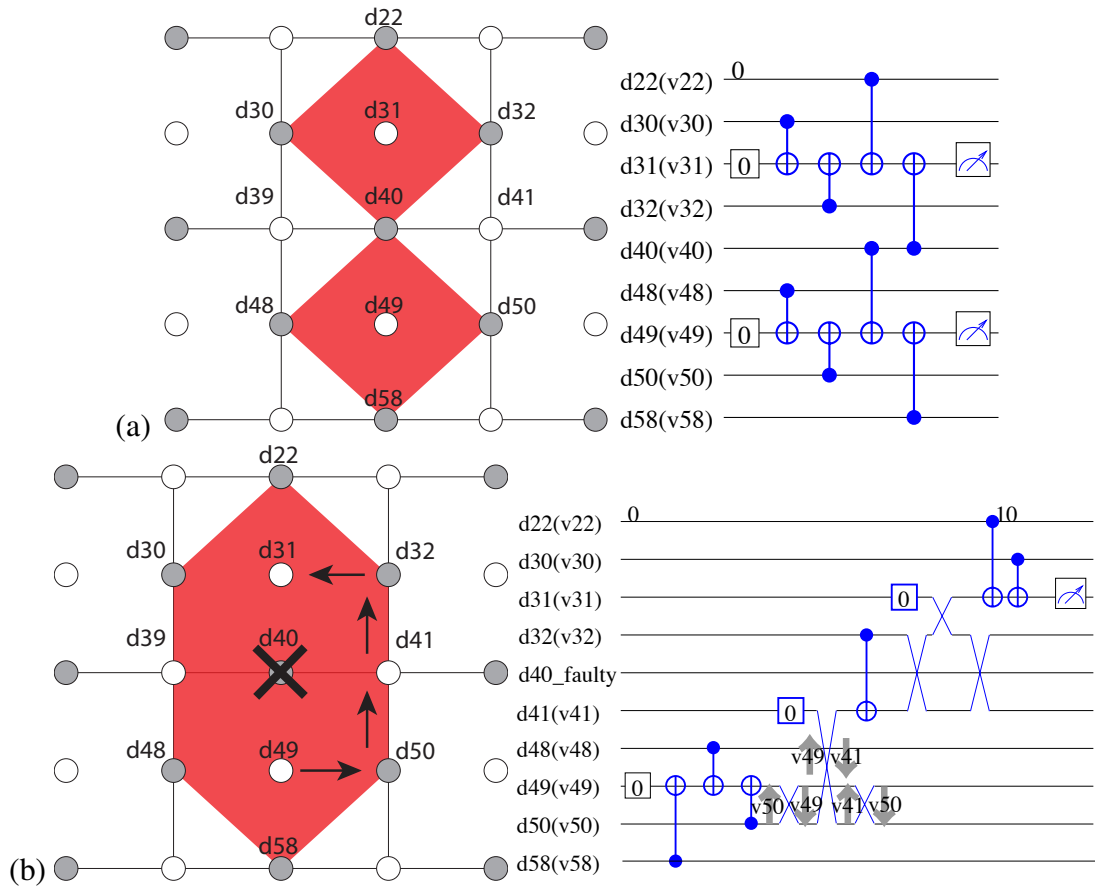 d22
d30 d31 d32
d39 d40 d41
d48 d49 d50
d58
(a)
0
d22(v22)
d30(v30)
d31(v31) 0
d32(v32)
d40(v40)
d48(v48)
d49(v49) 0
d50(v50)
d58(v58)
d22
d30 d31 d32
d39 d40 d41
d48 d49 d50
d58
(b)
0 10
d22(v22)
d30(v30)
d31(v31) 0
d32(v32)
d40_faulty
d41(v41) 0
d48(v48) v49 v41
d49(v49) 0
v50 v49 v41 v50
d50(v50)
d58(v58)